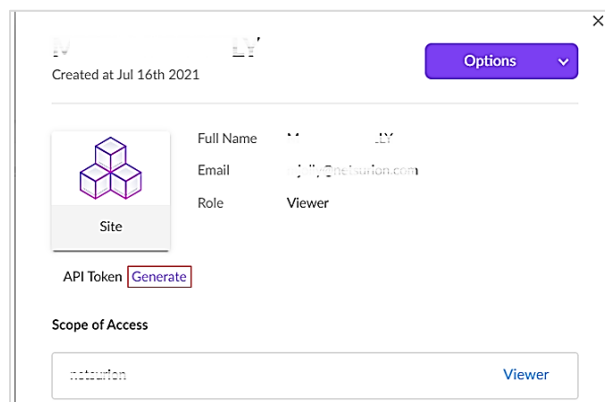 Created at Jul 16th 2021
Options
Full Name
Email
Role Viewer
Site
API Token Generate
Scope of Access
netsurion Viewer